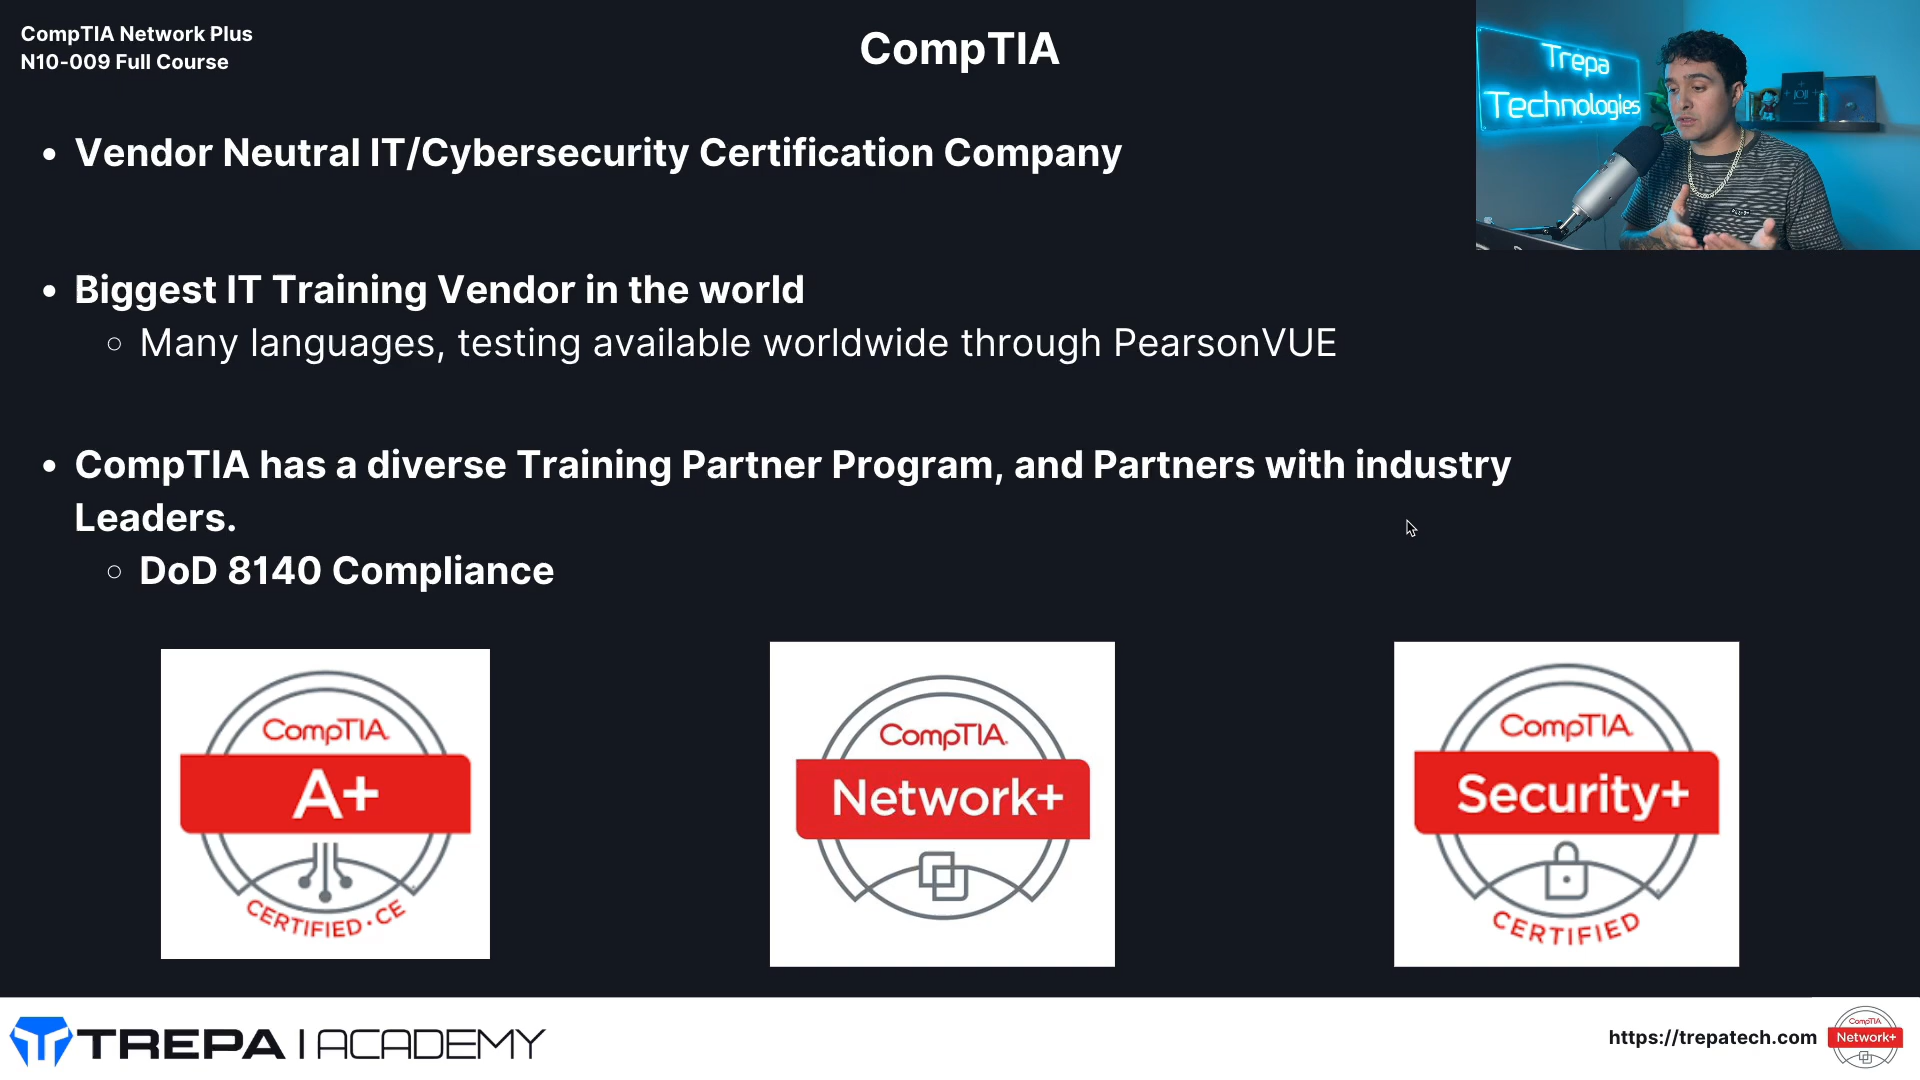 CompTIA Network Plus
N10-009 Full Course
CompTIA
Trepa
Technologies
• Vendor Neutral IT/Cybersecurity Certification Company
• Biggest IT Training Vendor in the world
○ Many languages, testing available worldwide through PearsonVUE
• CompTIA has a diverse Training Partner Program, and Partners with industry
Leaders.
○ DoD 8140 Compliance
CompTIA
A+
CERTIFIED · CE
CompTIA.
Network+
CompTIA.
Security+
CERTIFIED
TREPA | ACADEMY
https://trepatech.com
CompTIA
Network+